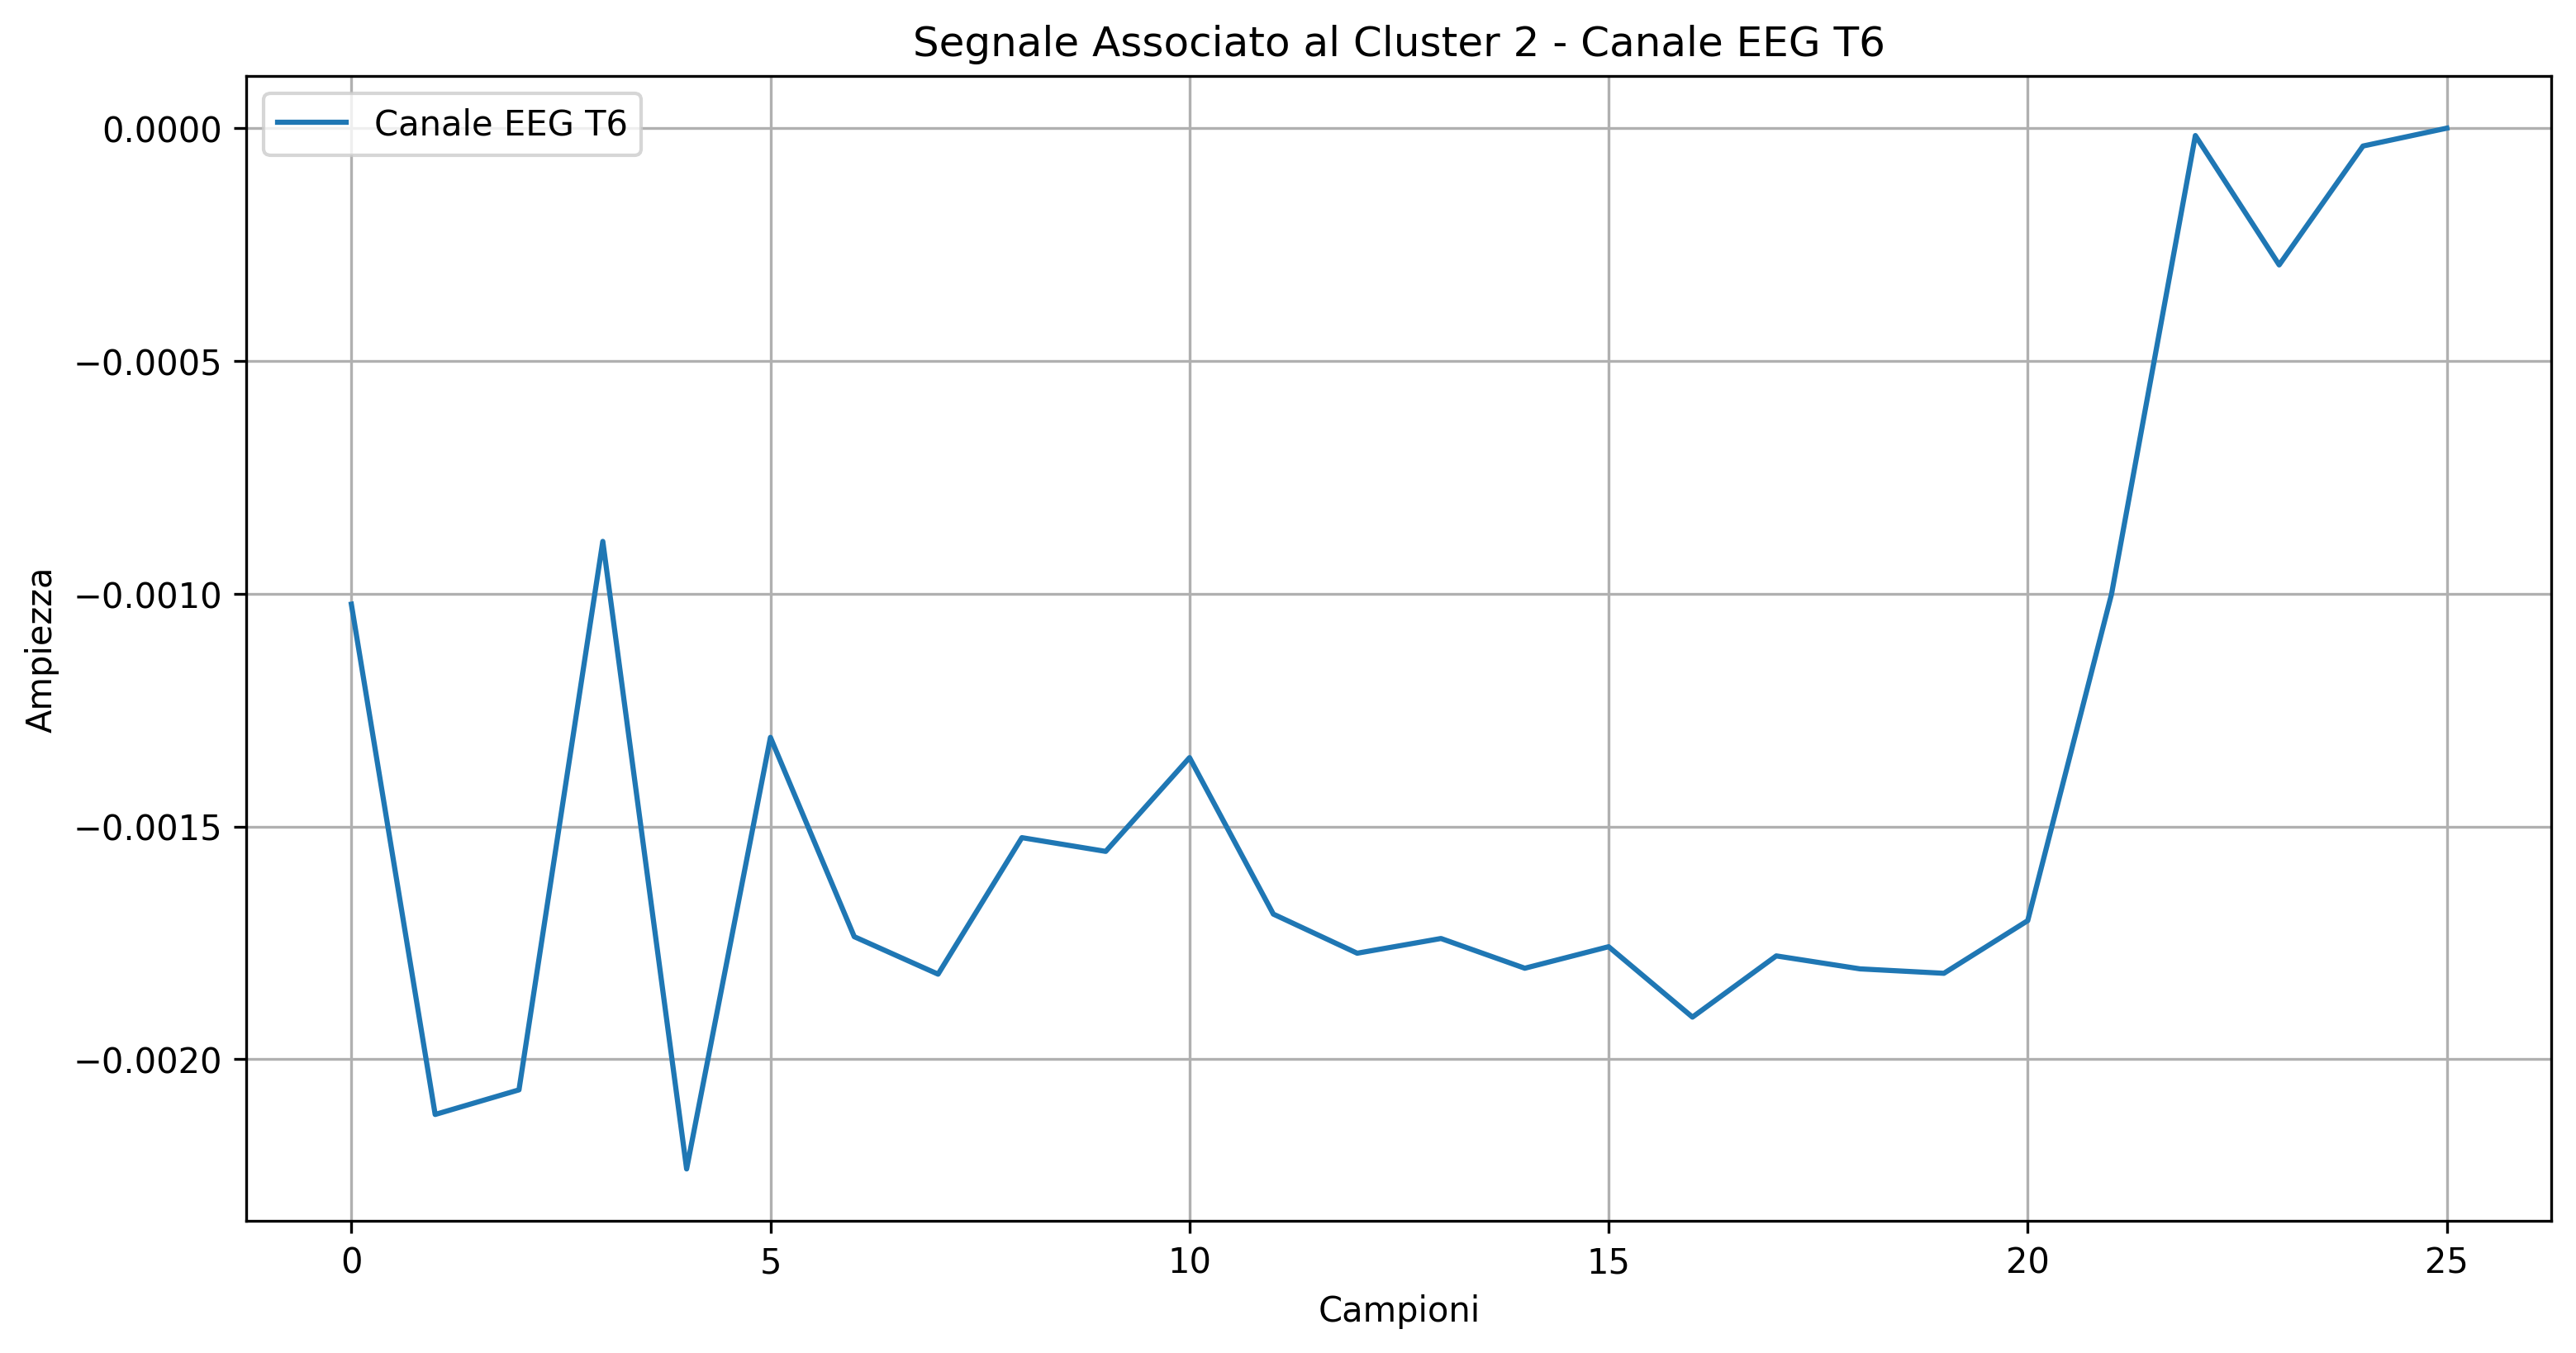 Segnale Associato al Cluster 2 - Canale EEG T6
Canale EEG T6
0.0000
−0.0005
−0.0010
−0.0015
−0.0020
Ampiezza
0 5 10 15 20 25
Campioni